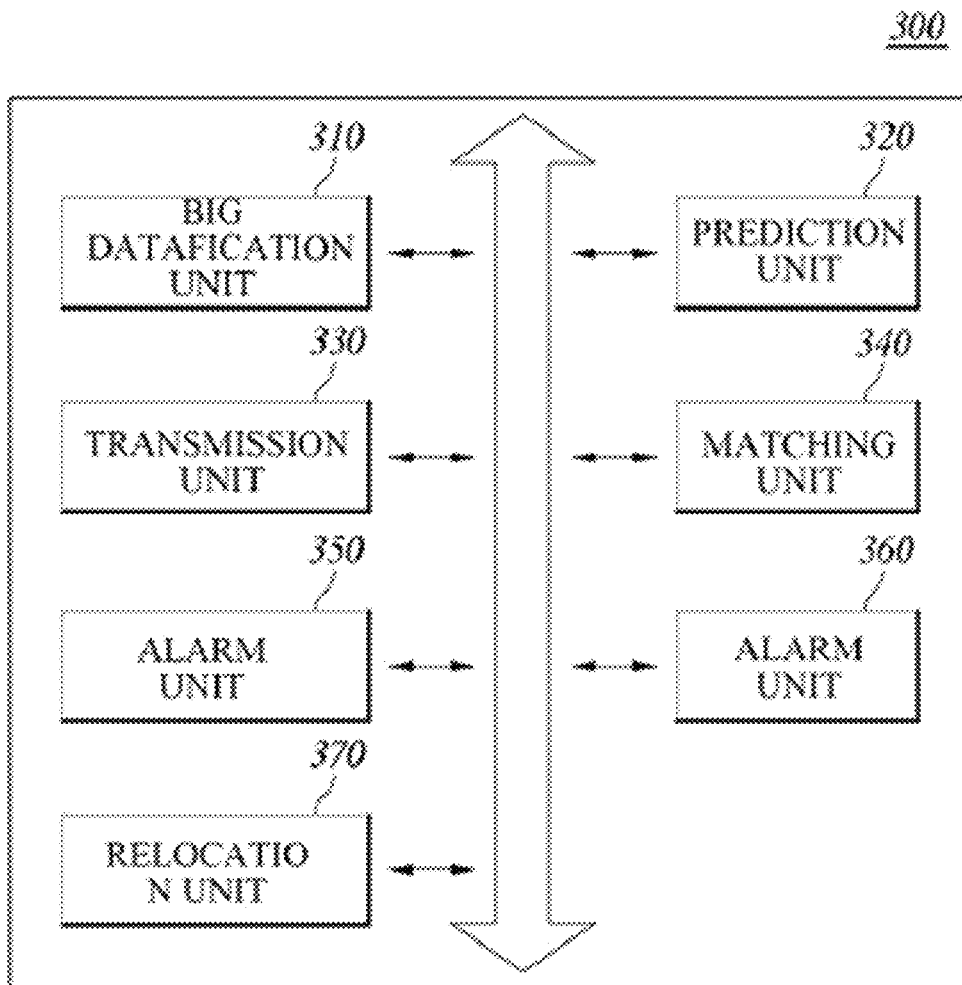 300
310
320
BIG
DATAFICATION
UNIT
PREDICTION
UNIT
330
340
TRANSMISSION
UNIT
MATCHING
UNIT
350
360
ALARM
UNIT
ALARM
UNIT
370
RELOCATIO
N UNIT